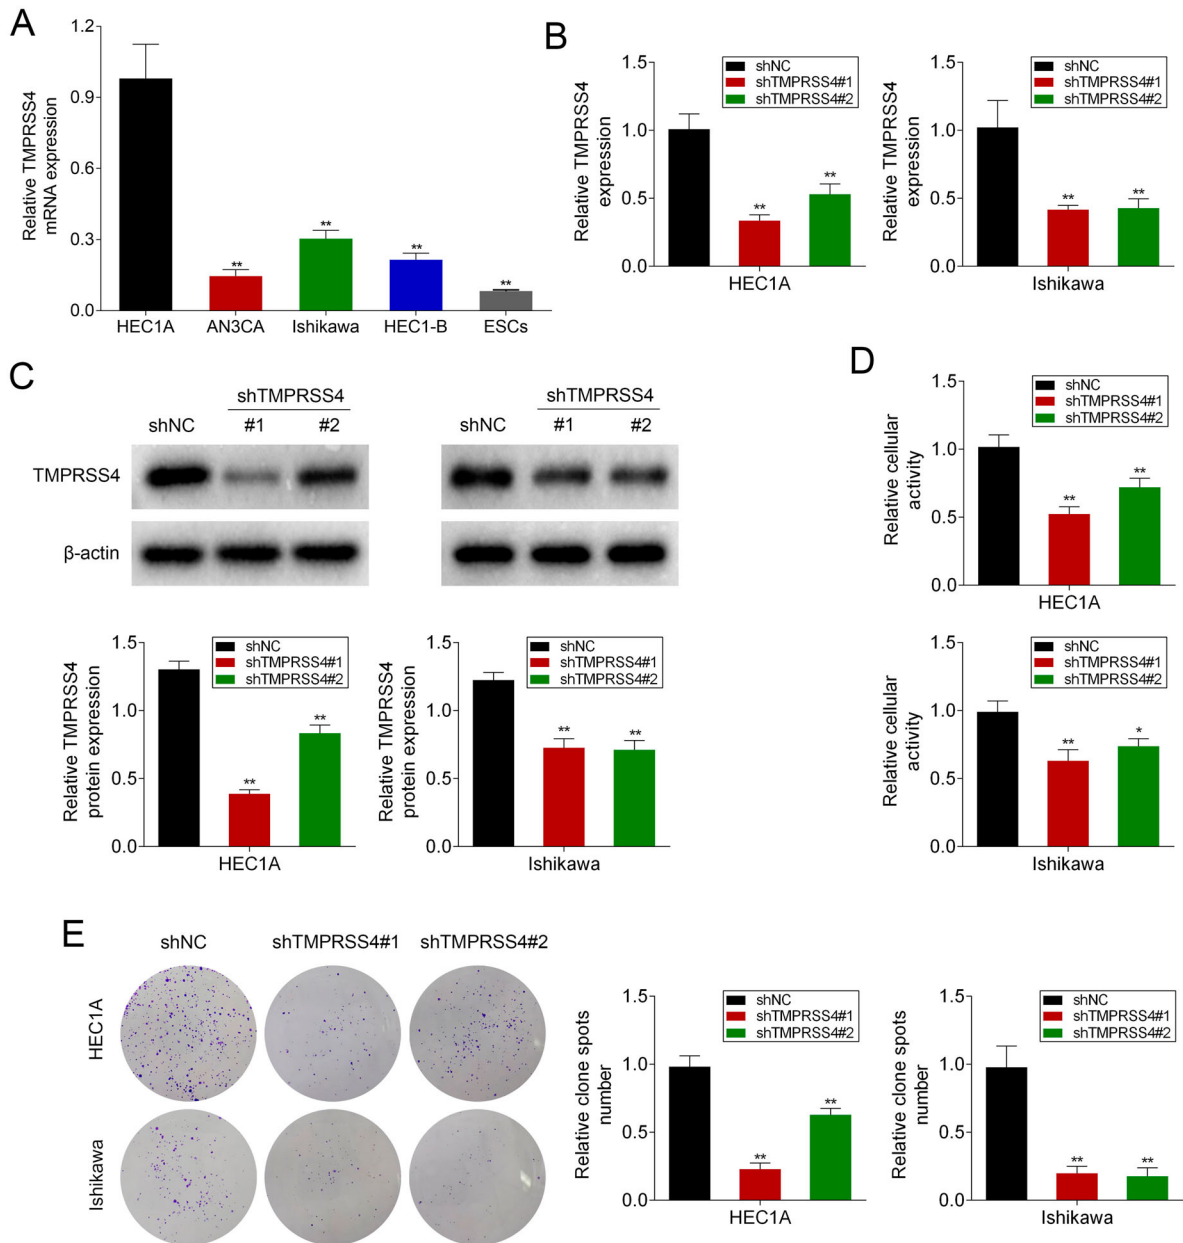 A
Relative TMPRSS4
mRNA expression
1.2
0.9
0.6
0.3
0.0
**
**
**
**
HEC1A
AN3CA
Ishikawa
HEC1-B
ESCs
B
Relative TMPRSS4
expression
1.5
1.0
0.5
0.0
shNC
shTMPRSS4#1
shTMPRSS4#2
**
**
HEC1A
Relative TMPRSS4
expression
1.5
1.0
0.5
0.0
shNC
shTMPRSS4#1
shTMPRSS4#2
**
**
Ishikawa
C
shTMPRSS4
shNC
#1
#2
shTMPRSS4
shNC
#1
#2
TMPRSS4
β-actin
Relative TMPRSS4
protein expression
1.5
1.0
0.5
0.0
shNC
shTMPRSS4#1
shTMPRSS4#2
**
**
HEC1A
Relative TMPRSS4
protein expression
1.5
1.0
0.5
0.0
shNC
shTMPRSS4#1
shTMPRSS4#2
**
**
Ishikawa
D
Relative cellular
activity
1.5
1.0
0.5
0.0
shNC
shTMPRSS4#1
shTMPRSS4#2
**
**
HEC1A
Relative cellular
activity
1.5
1.0
0.5
0.0
shNC
shTMPRSS4#1
shTMPRSS4#2
**
*
Ishikawa
E
shNC
shTMPRSS4#1
shTMPRSS4#2
HEC1A
Ishikawa
Relative clone spots
number
1.5
1.0
0.5
0.0
shNC
shTMPRSS4#1
shTMPRSS4#2
**
**
HEC1A
Relative clone spots
number
1.5
1.0
0.5
0.0
shNC
shTMPRSS4#1
shTMPRSS4#2
**
**
Ishikawa